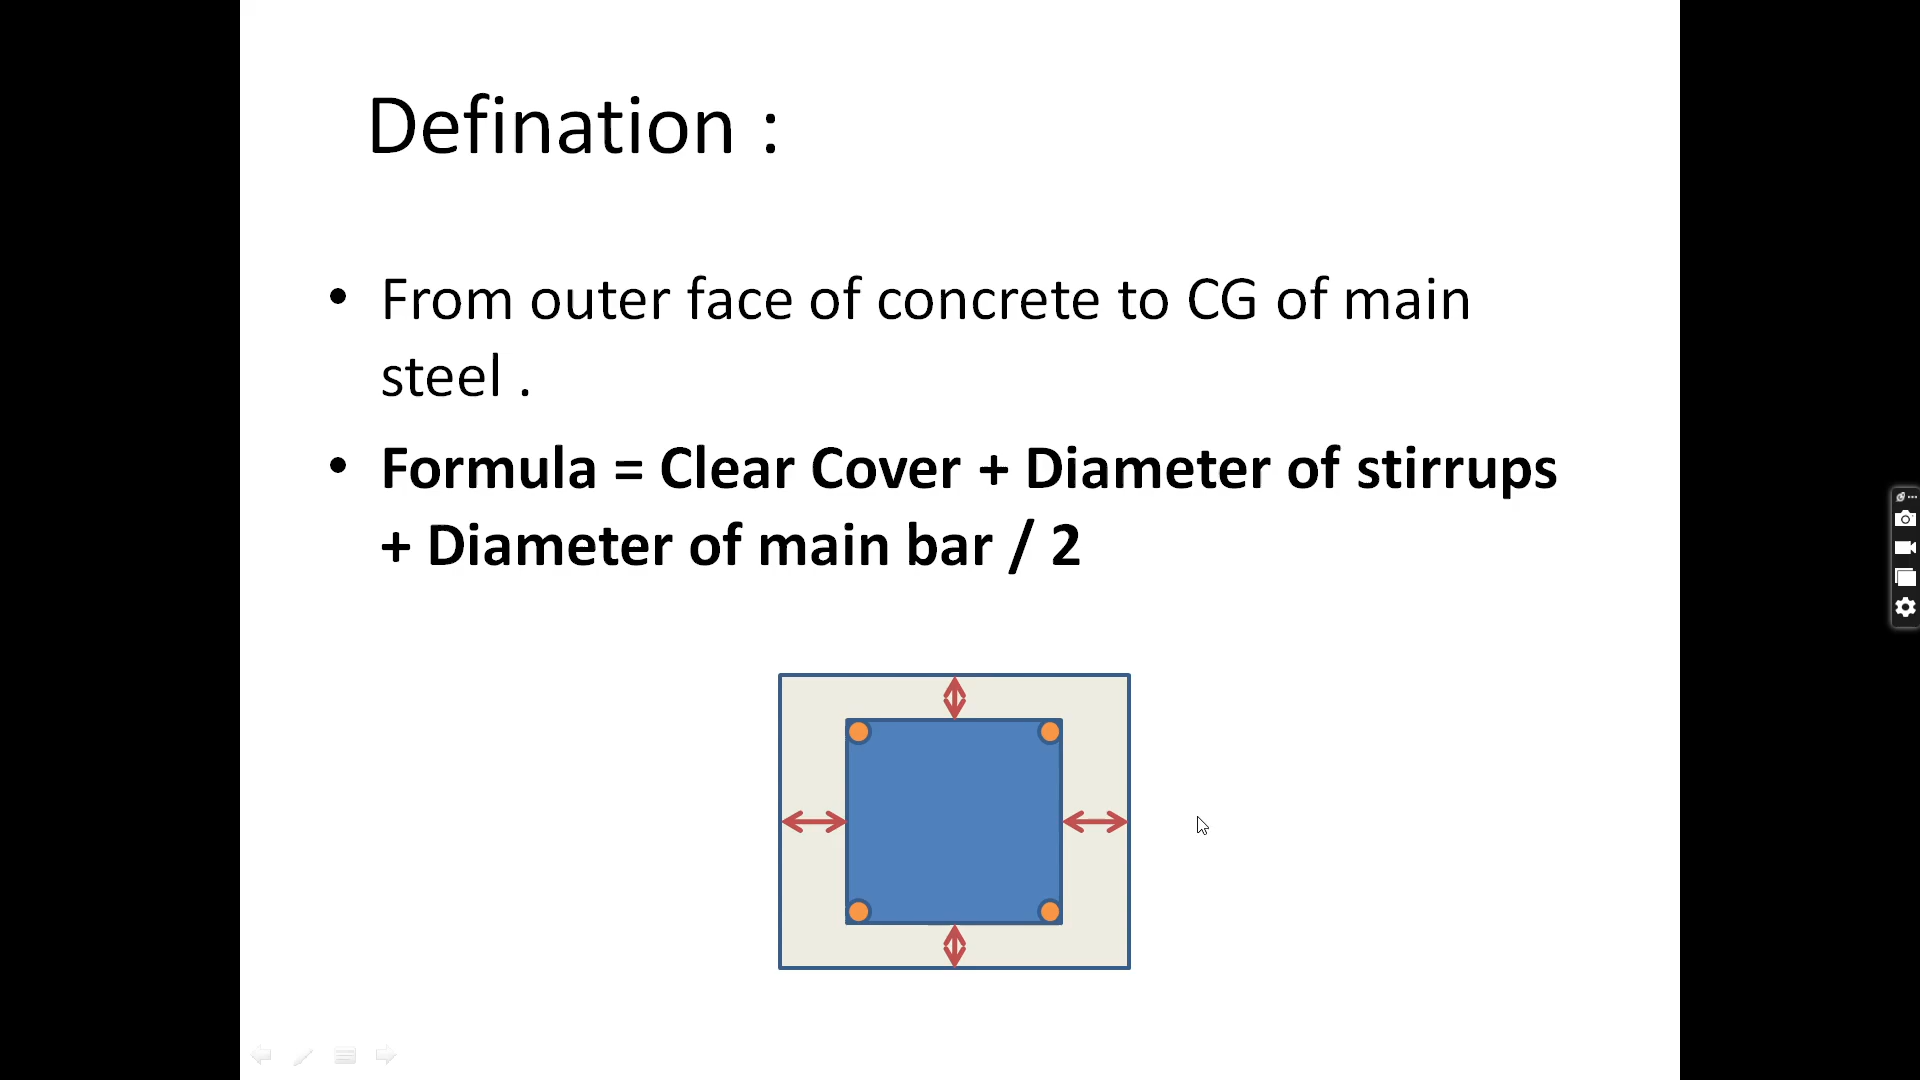 Defination :
• From outer face of concrete to CG of main
steel .
• Formula = Clear Cover + Diameter of stirrups
+ Diameter of main bar / 2